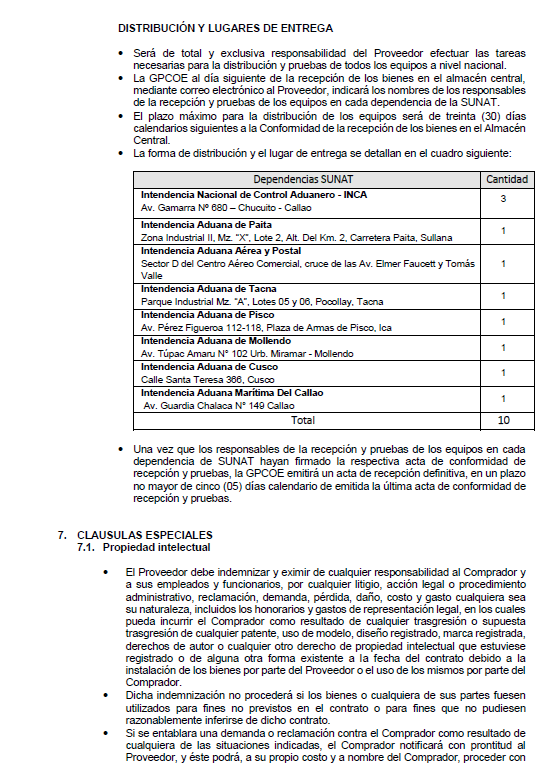 DISTRIBUCIÓN Y LUGARES DE ENTREGA
• Será de total y exclusiva responsabilidad del Proveedor efectuar las tareas
necesarias para la distribución y pruebas de todos los equipos a nivel nacional.
• La GPCOE al día siguiente de la recepción de los bienes en el almacén central,
mediante correo electrónico al Proveedor, indicará los nombres de los responsables
de la recepción y pruebas de los equipos en cada dependencia de la SUNAT.
• El plazo máximo para la distribución de los equipos será de treinta (30) días
calendarios siguientes a la Conformidad de la recepción de los bienes en el Almacén
Central.
• La forma de distribución y el lugar de entrega se detallan en el cuadro siguiente:
Dependencias SUNAT Cantidad
Intendencia Nacional de Control Aduanero - INCA 3
Av. Gamarra Nº 680 – Chucuito - Callao
Intendencia Aduana de Paita 1
Zona Industrial II, Mz. "X", Lote 2, Alt. Del Km. 2, Carretera Paita, Sullana
Intendencia Aduana Aérea y Postal
Sector D del Centro Aéreo Comercial, cruce de las Av. Elmer Faucett y Tomás 1
Valle
Intendencia Aduana de Tacna 1
Parque Industrial Mz. "A", Lotes 05 y 06, Pocollay, Tacna
Intendencia Aduana de Pisco 1
Av. Pérez Figueroa 112-118, Plaza de Armas de Pisco, Ica
Intendencia Aduana de Mollendo 1
Av. Túpac Amaru N° 102 Urb. Miramar - Mollendo
Intendencia Aduana de Cusco 1
Calle Santa Teresa 366, Cusco
Intendencia Aduana Marítima Del Callao 1
Av. Guardia Chalaca N° 149 Callao
Total 10
• Una vez que los responsables de la recepción y pruebas de los equipos en cada
dependencia de SUNAT hayan firmado la respectiva acta de conformidad de
recepción y pruebas, la GPCOE emitirá un acta de recepción definitiva, en un plazo
no mayor de cinco (05) días calendario de emitida la última acta de conformidad de
recepción y pruebas.
7. CLAUSULAS ESPECIALES
7.1. Propiedad intelectual
• El Proveedor debe indemnizar y eximir de cualquier responsabilidad al Comprador y
a sus empleados y funcionarios, por cualquier litigio, acción legal o procedimiento
administrativo, reclamación, demanda, pérdida, daño, costo y gasto cualquiera sea
su naturaleza, incluidos los honorarios y gastos de representación legal, en los cuales
pueda incurrir el Comprador como resultado de cualquier trasgresión o supuesta
trasgresión de cualquier patente, uso de modelo, diseño registrado, marca registrada,
derechos de autor o cualquier otro derecho de propiedad intelectual que estuviese
registrado o de alguna otra forma existente a la fecha del contrato debido a la
instalación de los bienes por parte del Proveedor o el uso de los mismos por parte del
Comprador.
• Dicha indemnización no procederá si los bienes o cualquiera de sus partes fuesen
utilizados para fines no previstos en el contrato o para fines que no pudiesen
razonablemente inferirse de dicho contrato.
• Si se entablara una demanda o reclamación contra el Comprador como resultado de
cualquiera de las situaciones indicadas, el Comprador notificará con prontitud al
Proveedor, y éste podrá, a su propio costo y a nombre del Comprador, proceder con